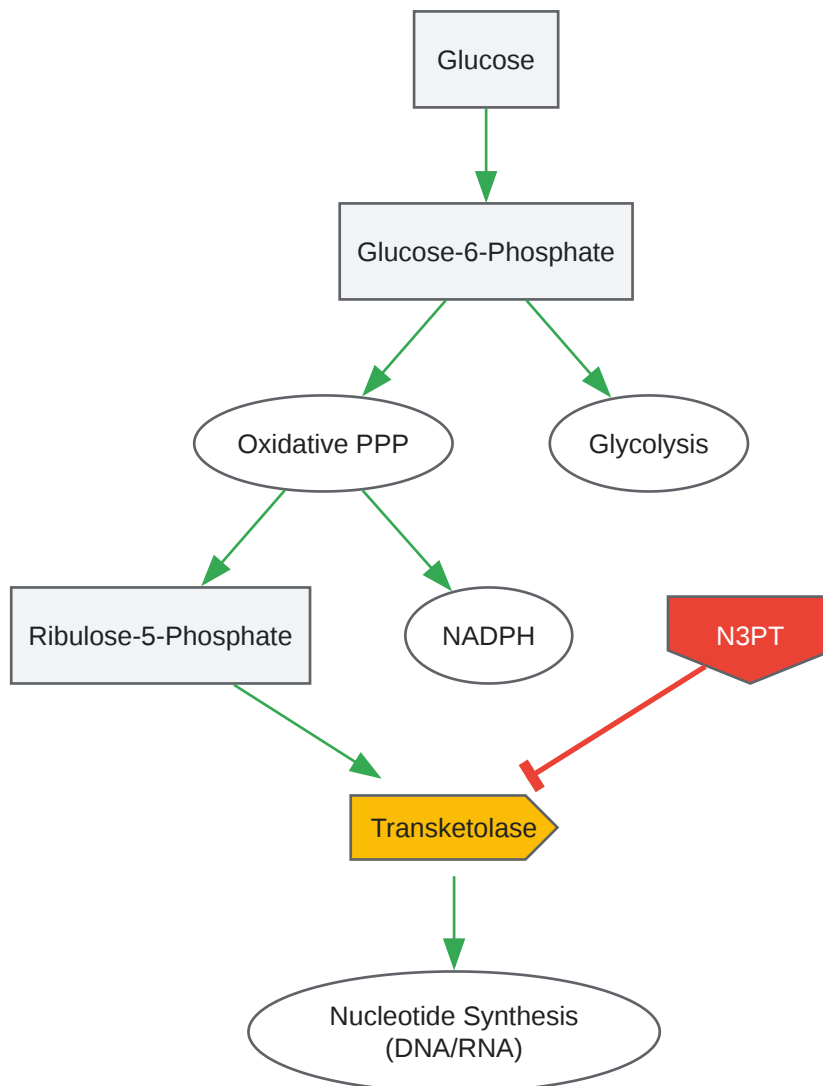 Glucose
Glucose-6-Phosphate
Oxidative PPP
Glycolysis
Ribulose-5-Phosphate
NADPH
N3PT
Transketolase
Nucleotide Synthesis
(DNA/RNA)